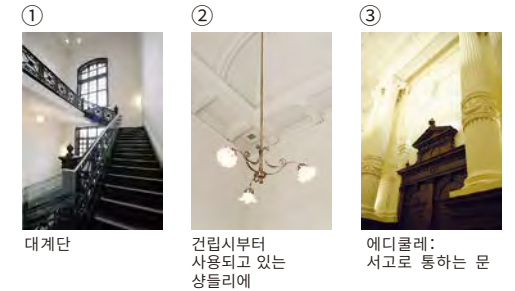 ① ② ③
대계단
건립시부터
사용되고 있는
샹들리에
에디쿨레:
서고로 통하는 문